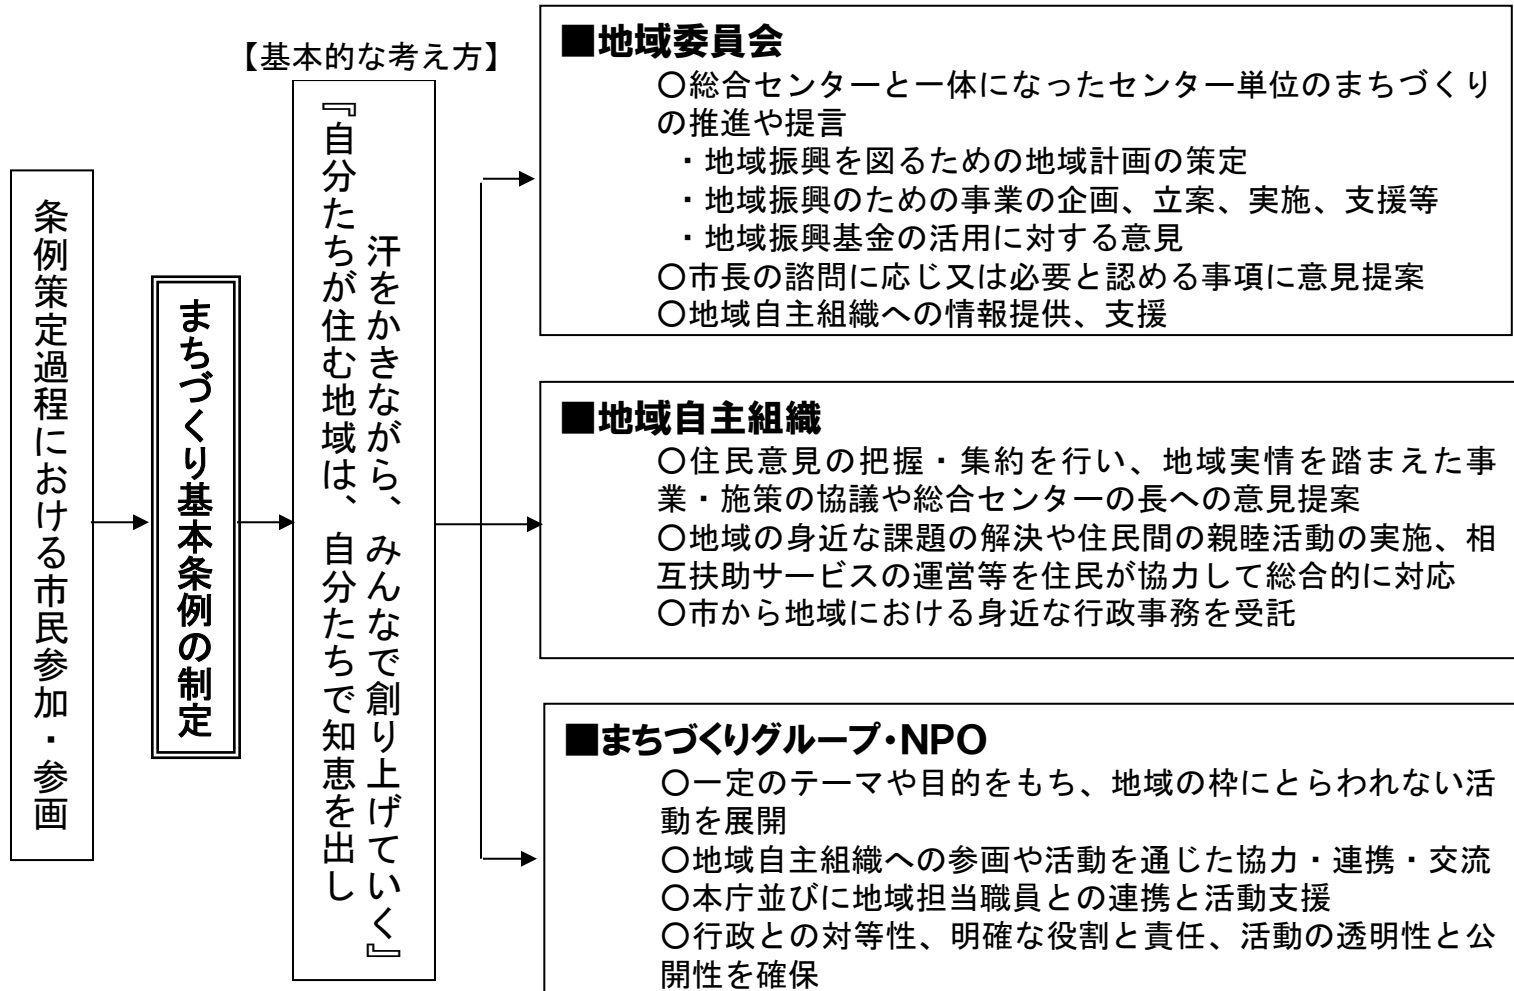 条例策定過程における市民参加・参画
まちづくり基本条例の制定
【基本的な考え方】
『自分たちが住む地域は、自分たちで知恵を出し
汗をかきながら、みんなで創り上げていく』
■地域委員会
〇総合センターと一体になったセンター単位のまちづくり
の推進や提言
・地域振興を図るための地域計画の策定
・地域振興のための事業の企画、立案、実施、支援等
・地域振興基金の活用に対する意見
〇市長の諮問に応じ又は必要と認める事項に意見提案
〇地域自主組織への情報提供、支援
■地域自主組織
〇住民意見の把握・集約を行い、地域実情を踏まえた事
業・施策の協議や総合センターの長への意見提案
〇地域の身近な課題の解決や住民間の親睦活動の実施、相
互扶助サービスの運営等を住民が協力して総合的に対応
〇市から地域における身近な行政事務を受託
■まちづくりグループ・NPO
〇一定のテーマや目的をもち、地域の枠にとらわれない活
動を展開
〇地域自主組織への参画や活動を通じた協力・連携・交流
〇本庁並びに地域担当職員との連携と活動支援
〇行政との対等性、明確な役割と責任、活動の透明性と公
開性を確保